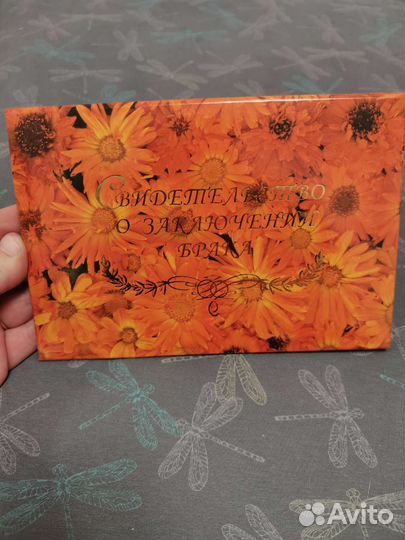 Свидетельство
о заключении
брака
Avito